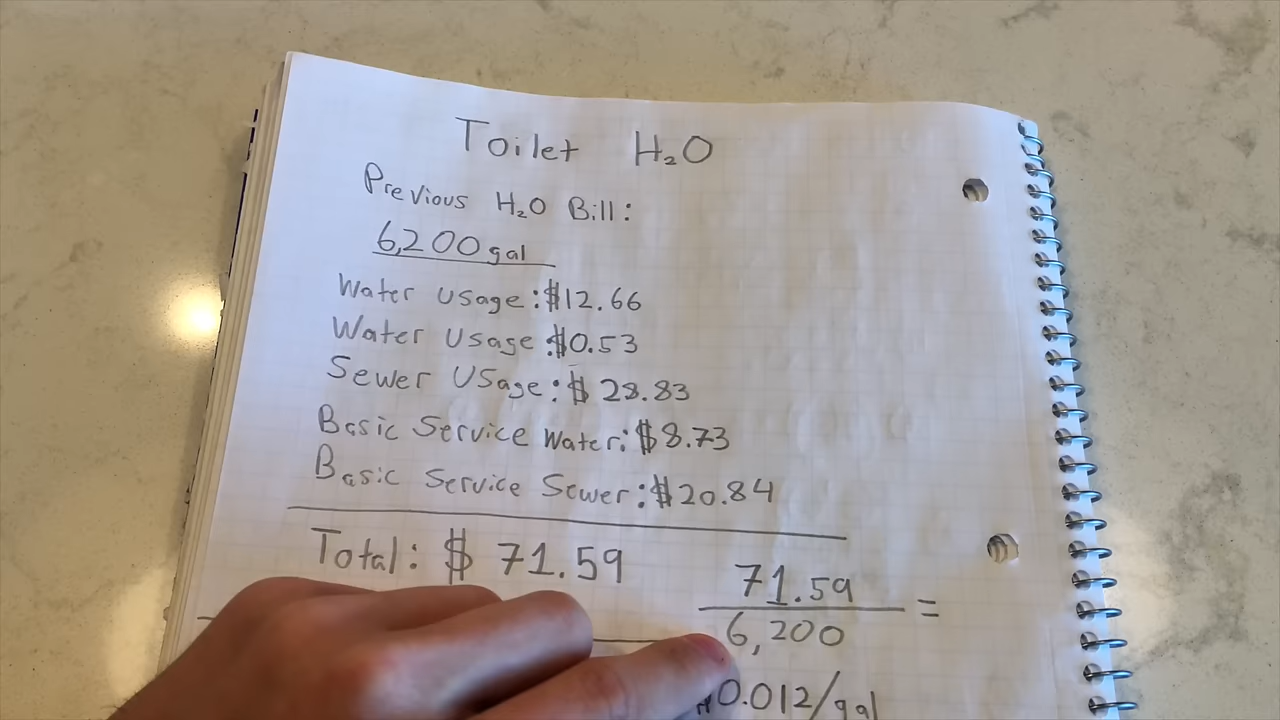 Toilet H₂O
Previous H₂O Bill:
6,200 gal
Water Usage: $12.66
Water Usage: $0.53
Sewer Usage: $28.83
Basic Service Water: $8.73
Basic Service Sewer: $20.84
Total: $71.59
71.59
6,200 =
$0.012/gal